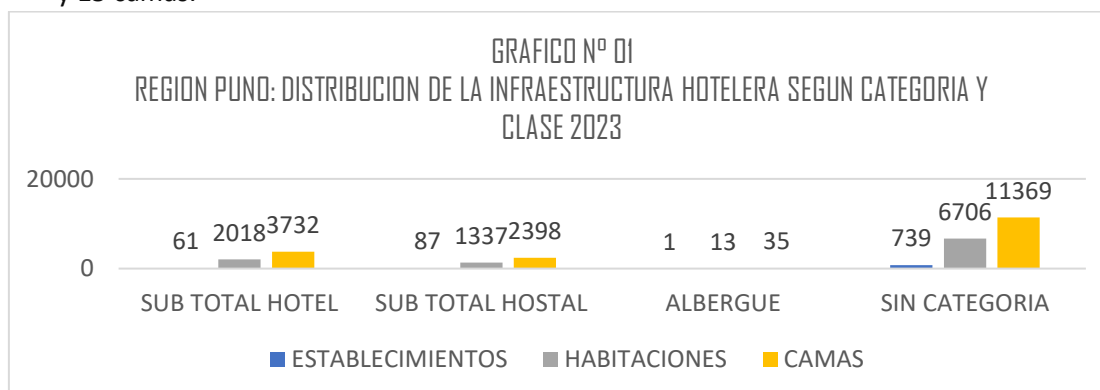 GRAFICO Nº 01
REGION PUNO: DISTRIBUCION DE LA INFRAESTRUCTURA HOTELERA SEGUN CATEGORIA Y
CLASE 2023
20000
0
61 2018 3732
87 1337 2398
1 13 35
739 6706 11369
SUB TOTAL HOTEL SUB TOTAL HOSTAL ALBERGUE SIN CATEGORIA
ESTABLECIMIENTOS HABITACIONES CAMAS